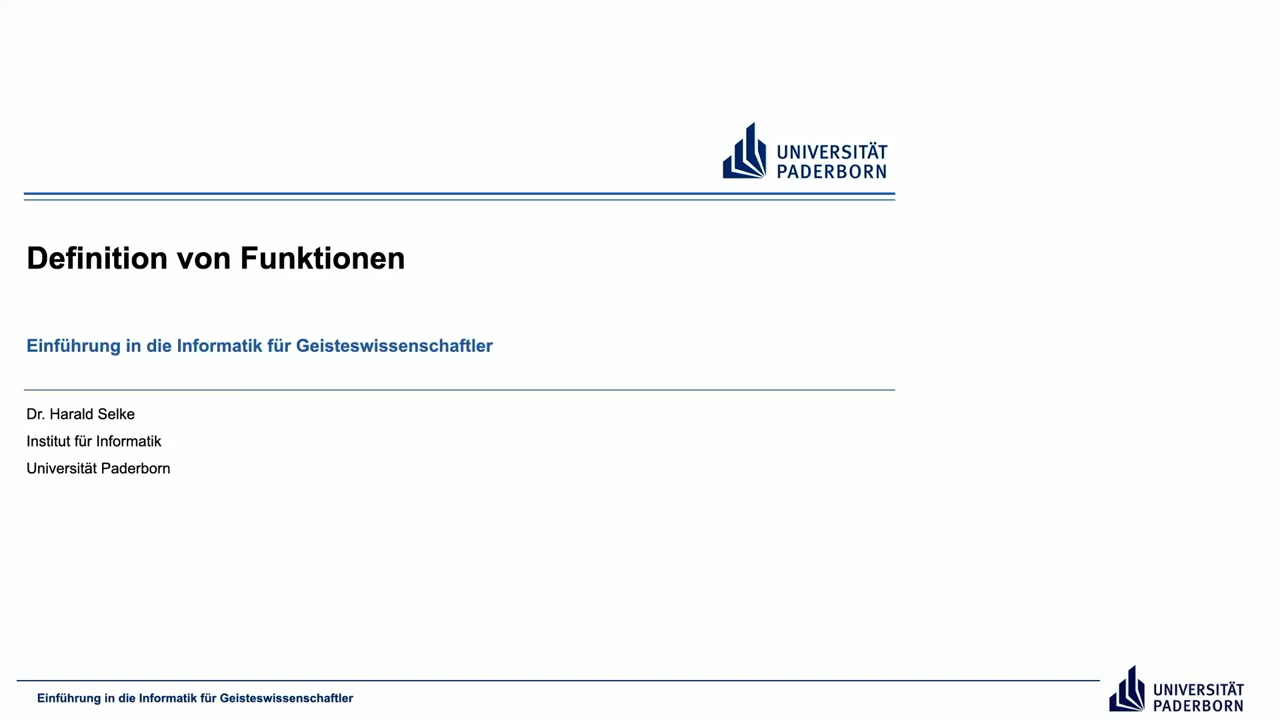 UNIVERSITÄT
PADERBORN
Definition von Funktionen
Einführung in die Informatik für Geisteswissenschaftler
Dr. Harald Selke
Institut für Informatik
Universität Paderborn
Einführung in die Informatik für Geisteswissenschaftler
UNIVERSITÄT
PADERBORN